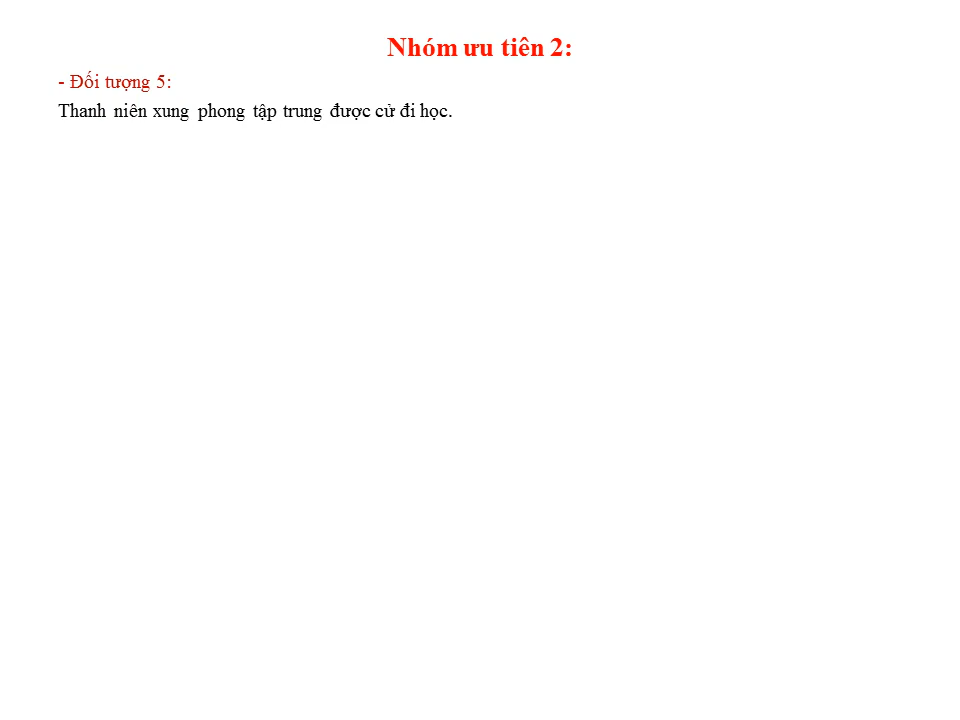 Nhóm ưu tiên 2:
- Đối tượng 5:
Thanh niên xung phong tập trung được cử đi học.